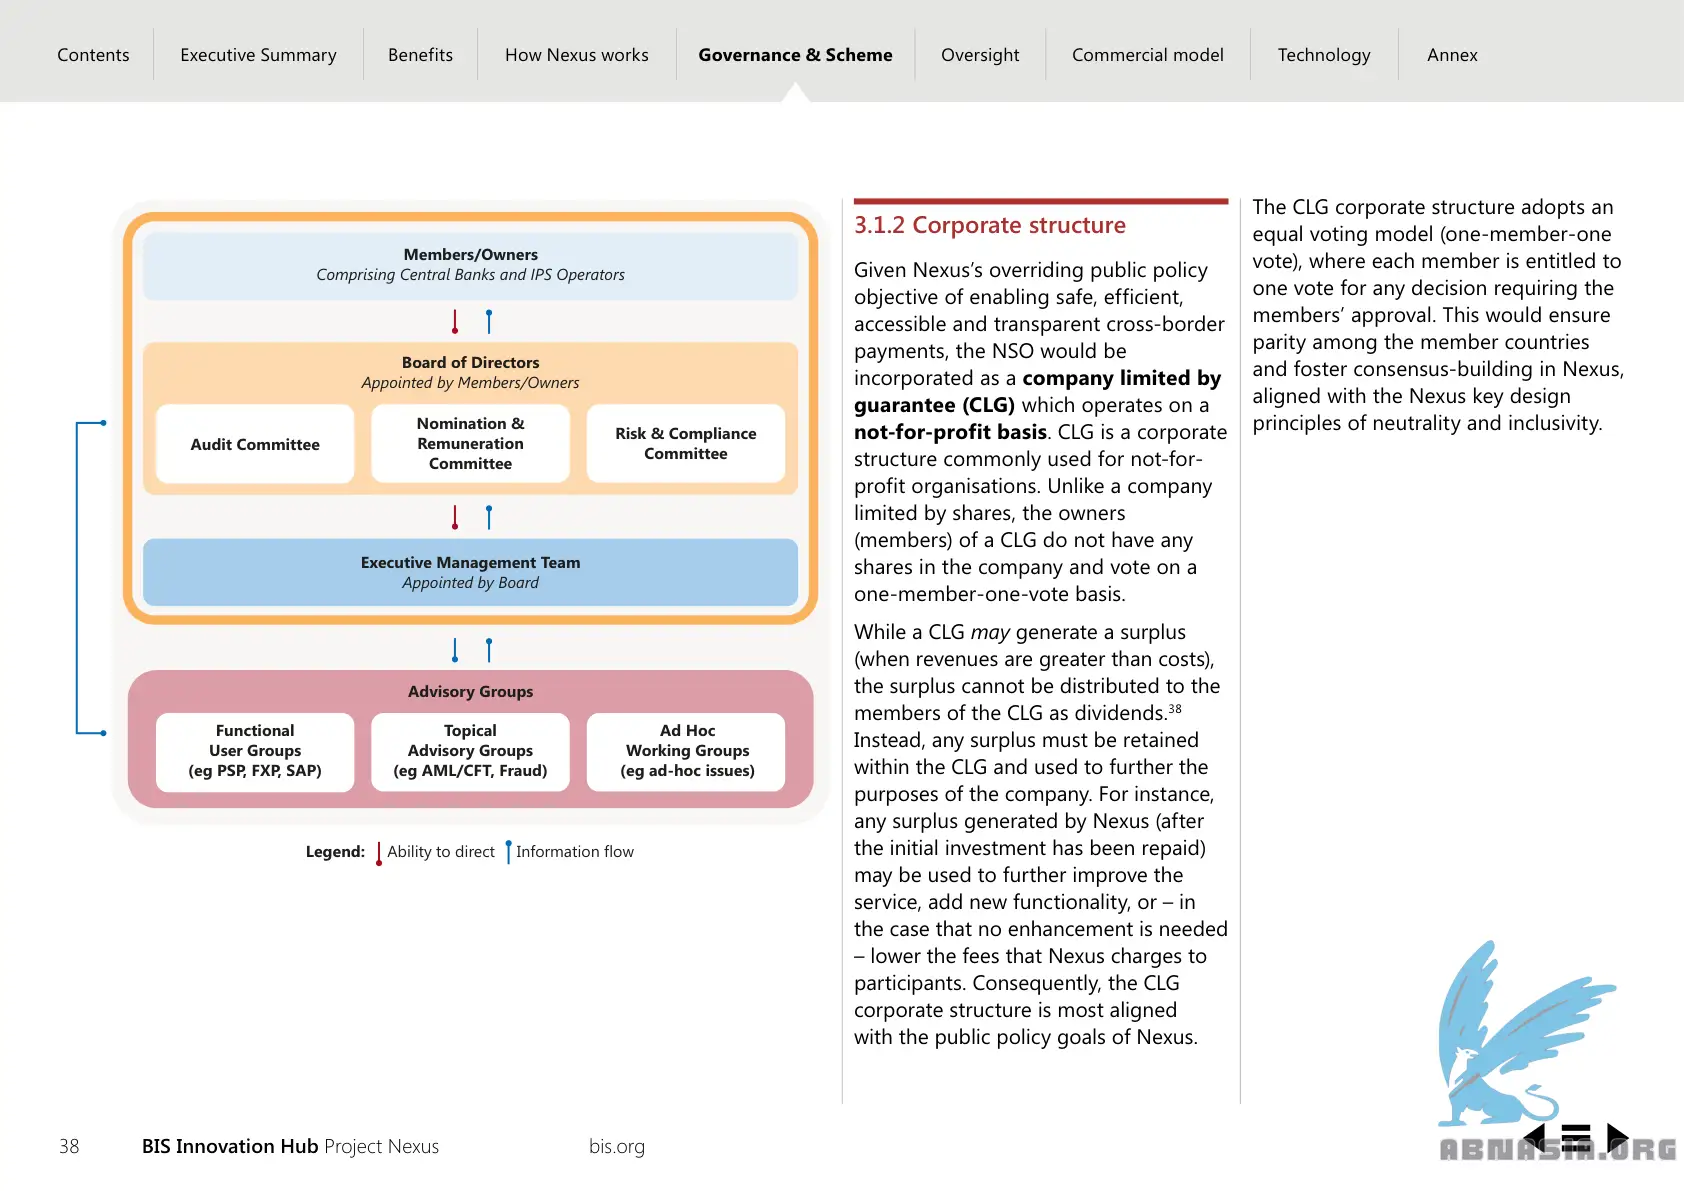 Contents
Executive Summary
Benefits
How Nexus works
Governance & Scheme
Oversight
Commercial model
Technology
Annex
Members/Owners
Comprising Central Banks and IPS Operators
Board of Directors
Appointed by Members/Owners
Audit Committee
Nomination &
Remuneration
Committee
Risk & Compliance
Committee
Executive Management Team
Appointed by Board
Advisory Groups
Functional
User Groups
(eg PSP, FXP, SAP)
Topical
Advisory Groups
(eg AML/CFT, Fraud)
Ad Hoc
Working Groups
(eg ad-hoc issues)
Legend: Ability to direct Information flow
3.1.2 Corporate structure
Given Nexus’s overriding public policy
objective of enabling safe, efficient,
accessible and transparent cross-border
payments, the NSO would be
incorporated as a company limited by
guarantee (CLG) which operates on a
not-for-profit basis. CLG is a corporate
structure commonly used for not-for-
profit organisations. Unlike a company
limited by shares, the owners
(members) of a CLG do not have any
shares in the company and vote on a
one-member-one-vote basis.
While a CLG may generate a surplus
(when revenues are greater than costs),
the surplus cannot be distributed to the
members of the CLG as dividends.38
Instead, any surplus must be retained
within the CLG and used to further the
purposes of the company. For instance,
any surplus generated by Nexus (after
the initial investment has been repaid)
may be used to further improve the
service, add new functionality, or – in
the case that no enhancement is needed
– lower the fees that Nexus charges to
participants. Consequently, the CLG
corporate structure is most aligned
with the public policy goals of Nexus.
The CLG corporate structure adopts an
equal voting model (one-member-one
vote), where each member is entitled to
one vote for any decision requiring the
members’ approval. This would ensure
parity among the member countries
and foster consensus-building in Nexus,
aligned with the Nexus key design
principles of neutrality and inclusivity.
38
BIS Innovation Hub Project Nexus
bis.org
ABNASIA.ORG